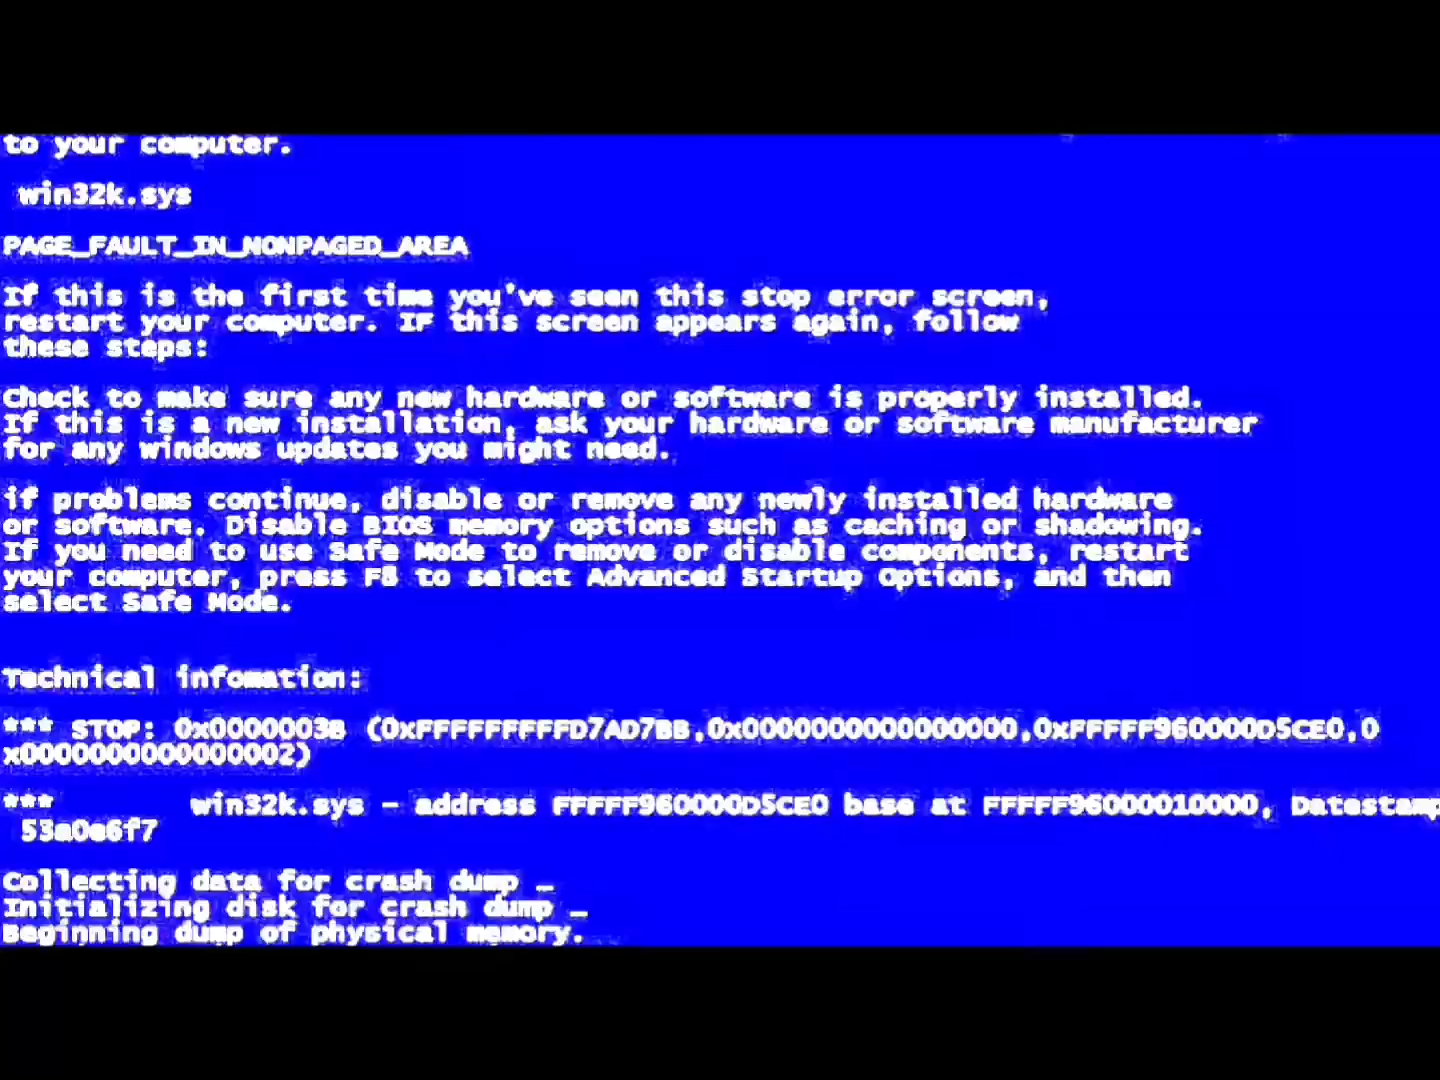 to your computer.
win32k.sys
PAGE_FAULT_IN_NONPAGED_AREA
If this is the first time you've seen this stop error screen,
restart your computer. IF this screen appears again, follow
these steps:
Check to make sure any new hardware or software is properly installed.
If this is a new installation, ask your hardware or software manufacturer
for any windows updates you might need.
if problems continue, disable or remove any newly installed hardware
or software. Disable BIOS memory options such as caching or shadowing.
If you need to use Safe Mode to remove or disable components, restart
your computer, press F8 to select Advanced Startup Options, and then
select Safe Mode.
Technical infomation:
*** STOP: 0x0000003B (0xFFFFFFFFFFD7AD7BB,0x0000000000000000,0xFFFFF960000D5CE0,0
x0000000000000002)
*** win32k.sys – address FFFFF960000D5CE0 base at FFFFF96000010000, Datestamp
53a0e6f7
Collecting data for crash dump …
Initializing disk for crash dump …
Beginning dump of physical memory.